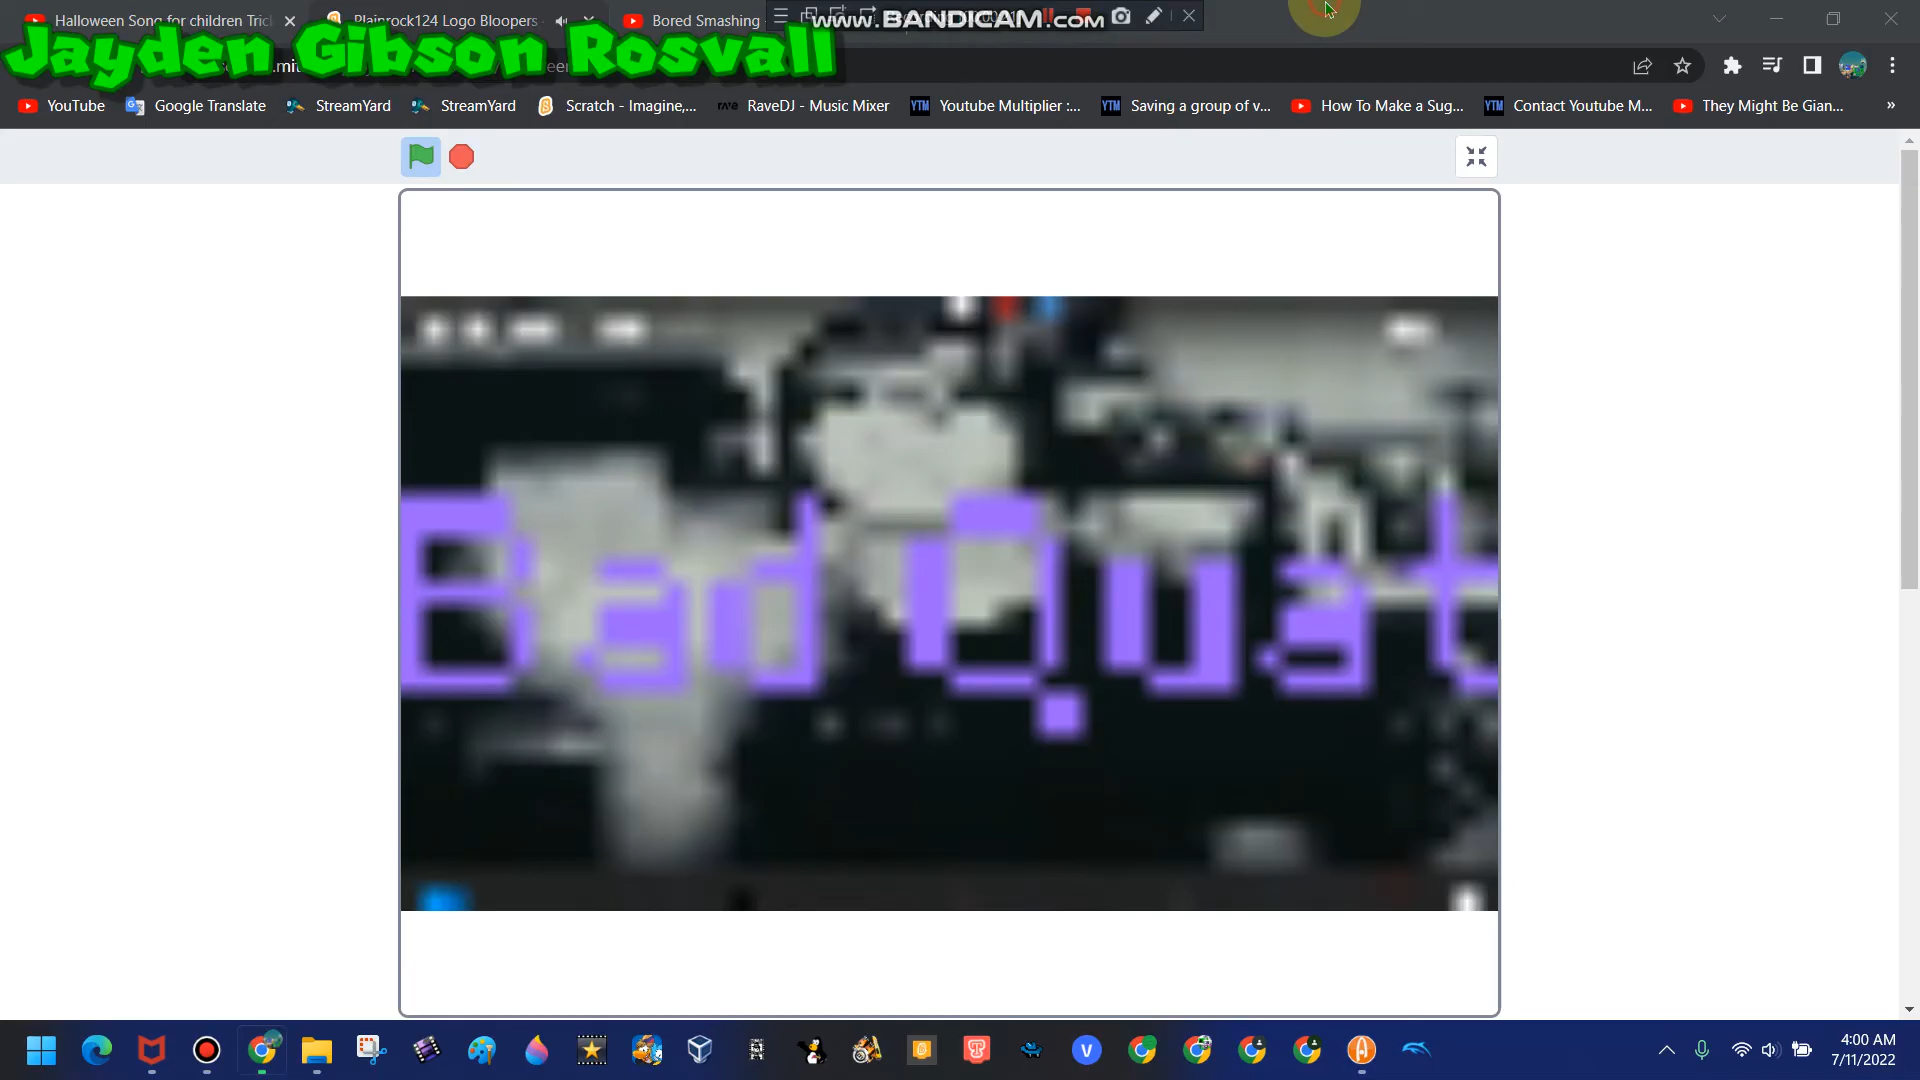 Halloween Song for children Tric
Plainrock124 Logo Bloopers
Bored Smashing -
www.BANDICAM.com
Jayden Gibson Rosvall
YouTube
Google Translate
StreamYard
StreamYard
Scratch - Imagine,...
RaveDJ - Music Mixer
Youtube Multiplier :...
Saving a group of v...
How To Make a Sug...
Contact Youtube M...
They Might Be Gian...
»
Bad Quat
4:00 AM
7/11/2022